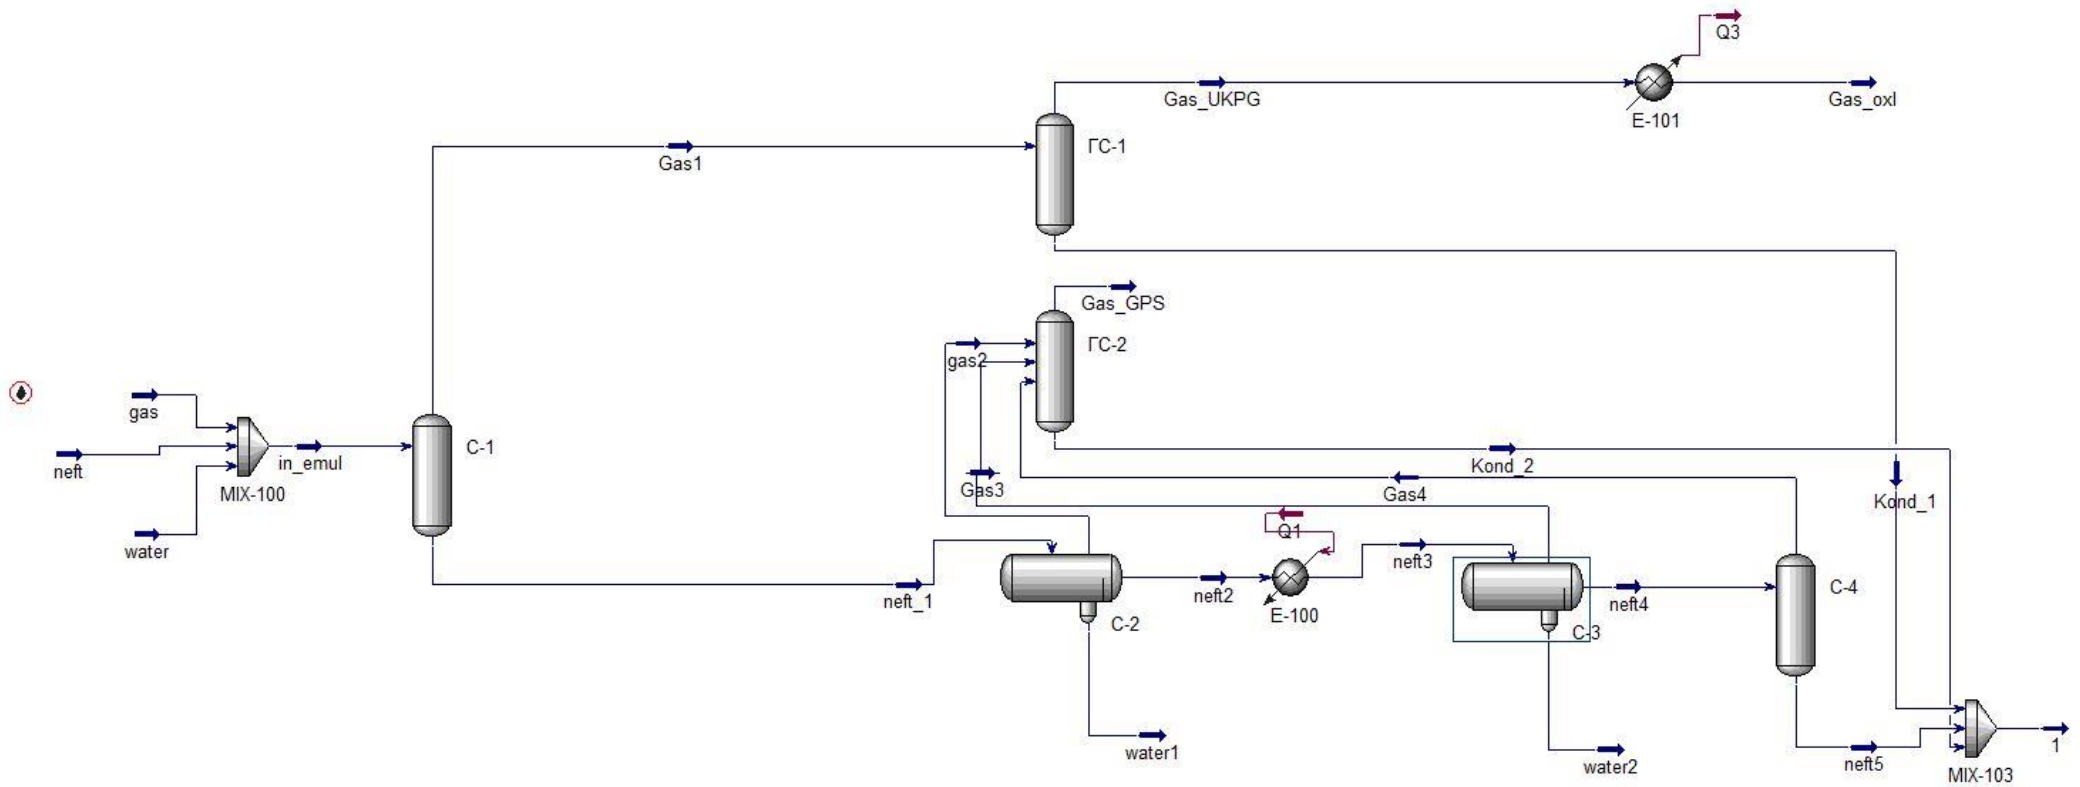 Q3
Gas_UKPG
Gas_oxl
E-101
Gas1
ГС-1
Gas_GPS
gas2
ГС-2
gas
neft
in_emul
C-1
MIX-100
water
Kond_2
Gas3
Gas4
Kond_1
Q1
neft_1
neft2
neft3
E-100
C-2
neft4
C-3
C-4
water1
water2
neft5
1
MIX-103